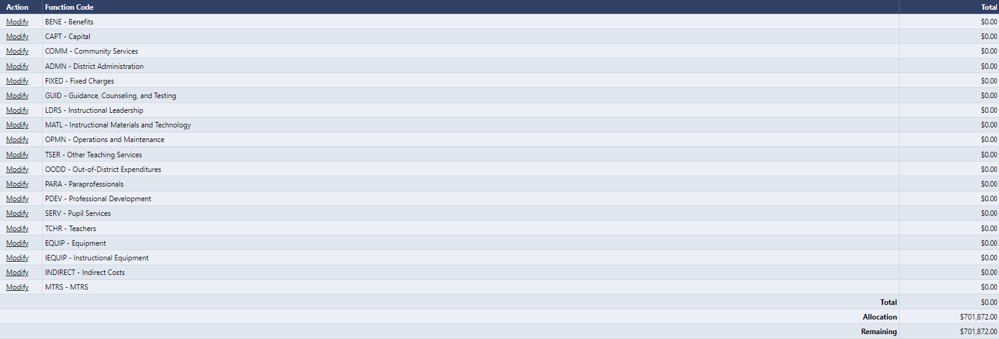 Action Function Code Total
Modify BENE - Benefits $0.00
Modify CAPT - Capital $0.00
Modify COMM - Community Services $0.00
Modify ADMN - District Administration $0.00
Modify FIXED - Fixed Charges $0.00
Modify GUID - Guidance, Counseling, and Testing $0.00
Modify LDRS - Instructional Leadership $0.00
Modify MATL - Instructional Materials and Technology $0.00
Modify OPMN - Operations and Maintenance $0.00
Modify TSER - Other Teaching Services $0.00
Modify OODD - Out-of-District Expenditures $0.00
Modify PARA - Paraprofessionals $0.00
Modify PDEV - Professional Development $0.00
Modify SERV - Pupil Services $0.00
Modify TCHR - Teachers $0.00
Modify EQUIP - Equipment $0.00
Modify IEQUIP - Instructional Equipment $0.00
Modify INDIRECT - Indirect Costs $0.00
Modify MTRS - MTRS $0.00
Total $0.00
Allocation $701,872.00
Remaining $701,872.00